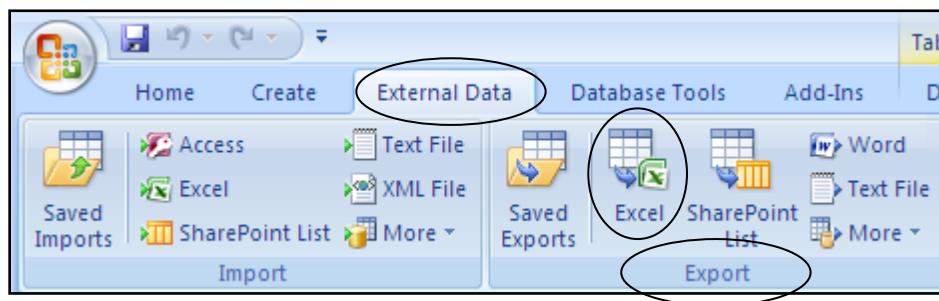 Tab
Home Create External Data Database Tools Add-Ins D
Saved
Imports
Access
Excel
SharePoint List
Text File
XML File
More
Import
Saved
Exports
Excel
SharePoint
List
Word
Text File
More
Export